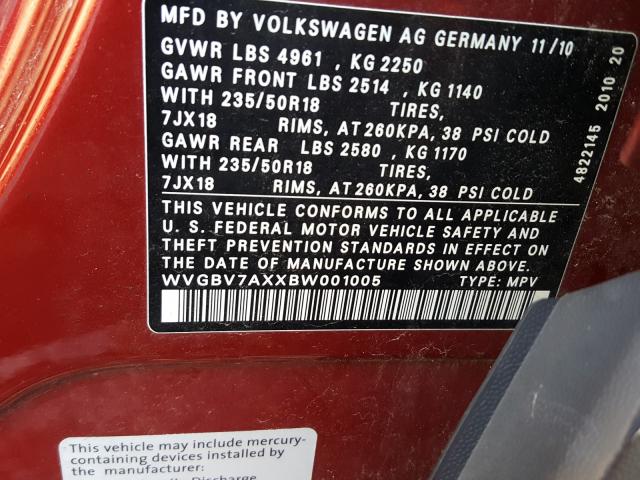 MFD BY VOLKSWAGEN AG GERMANY 11/10
GVWR LBS 4961 , KG 2250
GAWR FRONT LBS 2514 , KG 1140
WITH 235/50R18 TIRES,
7JX18 RIMS, AT 260KPA, 38 PSI COLD
GAWR REAR LBS 2580 , KG 1170
WITH 235/50R18 TIRES,
7JX18 RIMS, AT 260KPA, 38 PSI COLD
THIS VEHICLE CONFORMS TO ALL APPLICABLE
U. S. FEDERAL MOTOR VEHICLE SAFETY AND
THEFT PREVENTION STANDARDS IN EFFECT ON
THE DATE OF MANUFACTURE SHOWN ABOVE.
WVGBV7AXXBW001005 TYPE: MPV
4822145 2010 20
This vehicle may include mercury-
containing devices installed by
the manufacturer:
Discharge